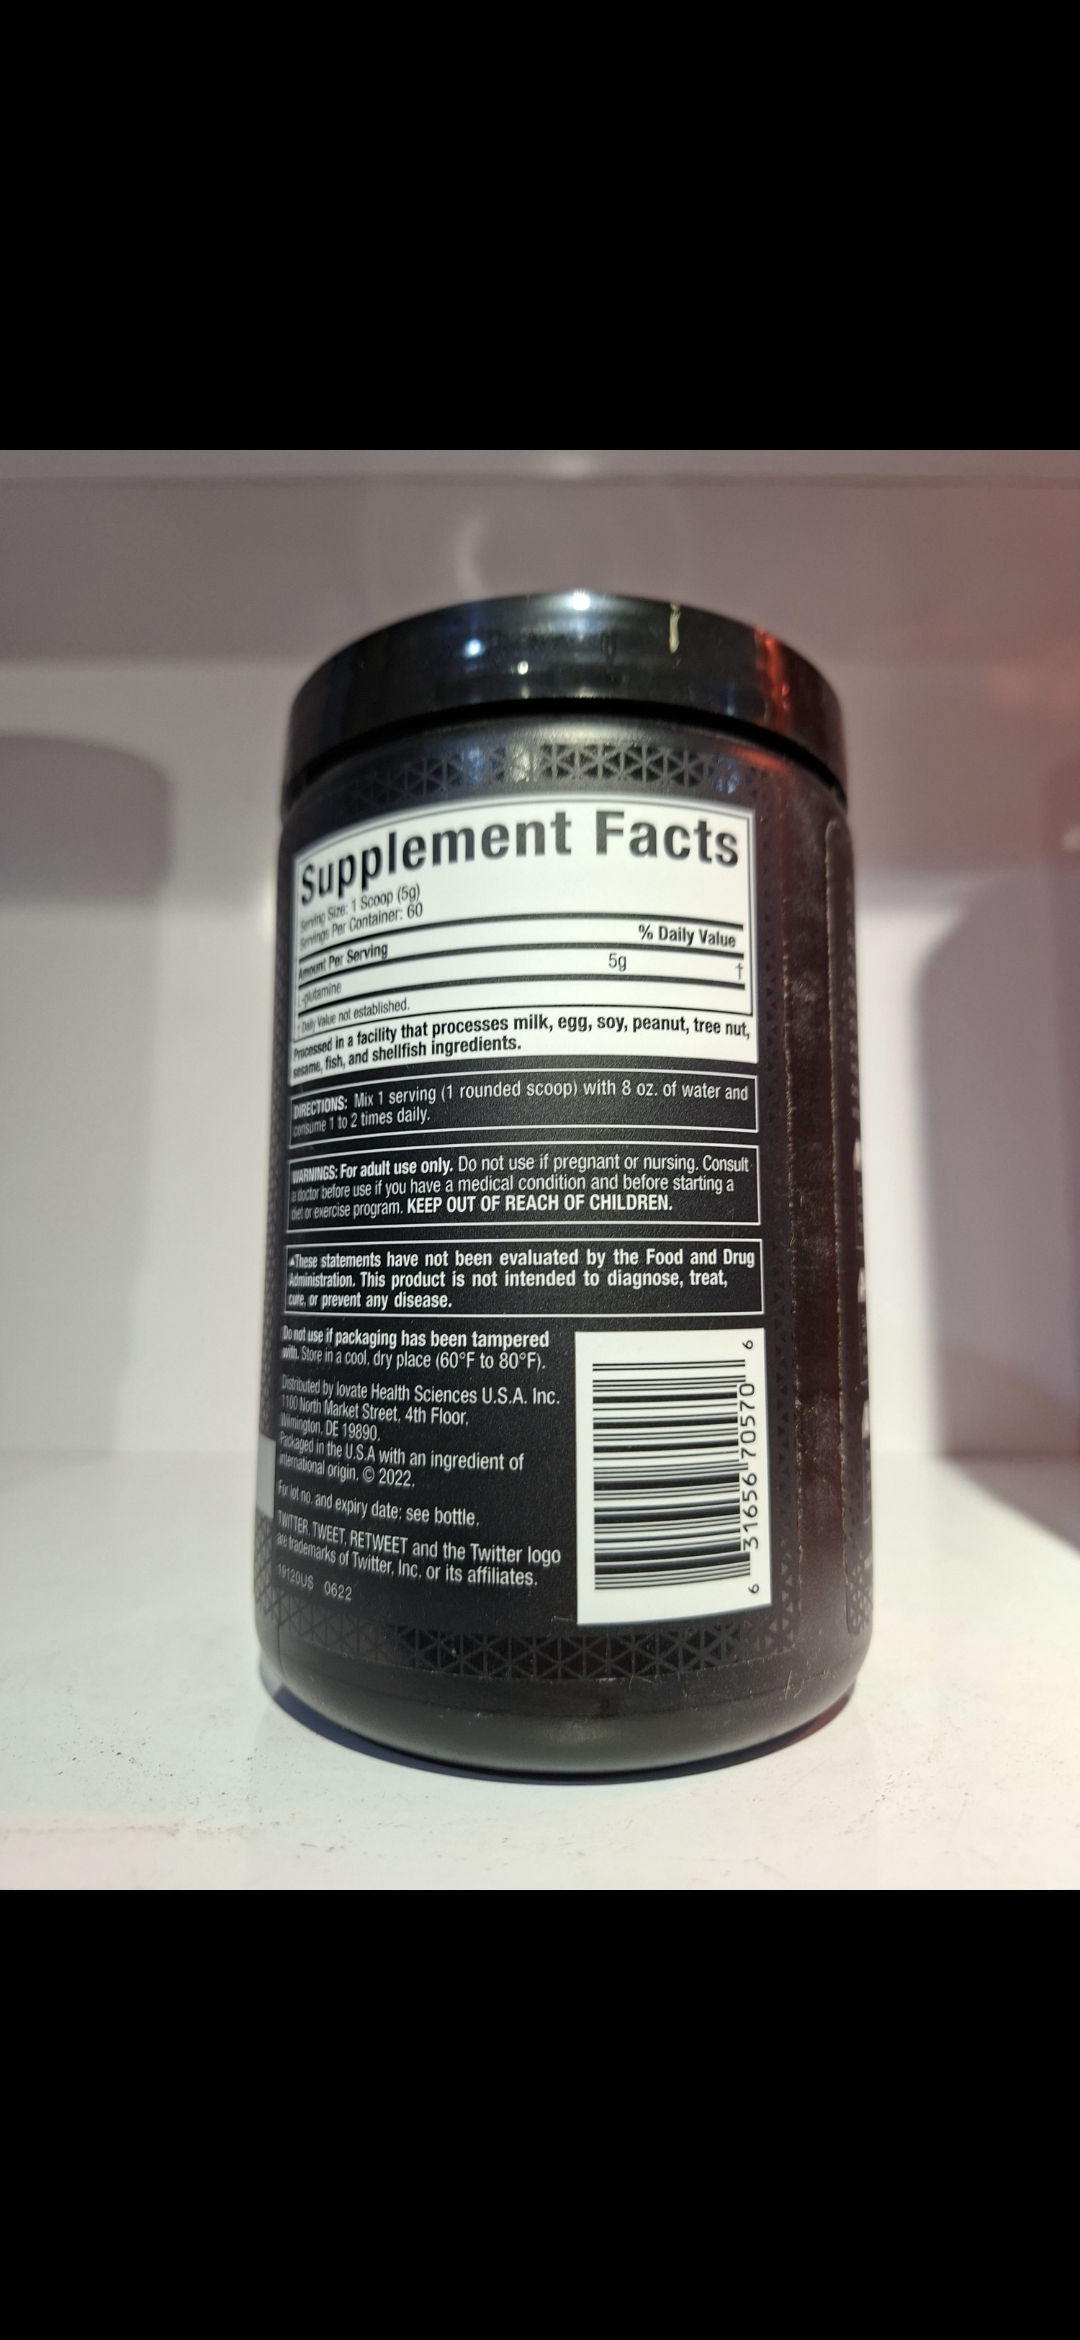 Supplement Facts
Serving Size: 1 Scoop (5g)
Servings Per Container: 60
Amount Per Serving % Daily Value
L-glutamine 5g †
† Daily Value not established.
Processed in a facility that processes milk, egg, soy, peanut, tree nut,
sesame, fish, and shellfish ingredients.
DIRECTIONS: Mix 1 serving (1 rounded scoop) with 8 oz. of water and
consume 1 to 2 times daily.
WARNINGS: For adult use only. Do not use if pregnant or nursing. Consult
a doctor before use if you have a medical condition and before starting a
diet or exercise program. KEEP OUT OF REACH OF CHILDREN.
▲These statements have not been evaluated by the Food and Drug
Administration. This product is not intended to diagnose, treat,
cure, or prevent any disease.
Do not use if packaging has been tampered
with. Store in a cool, dry place (60°F to 80°F).
Distributed by Iovate Health Sciences U.S.A. Inc.
1100 North Market Street, 4th Floor,
Wilmington, DE 19890.
Packaged in the U.S.A with an ingredient of
international origin. © 2022.
For lot no. and expiry date: see bottle.
TWITTER, TWEET, RETWEET and the Twitter logo
are trademarks of Twitter, Inc. or its affiliates.
19120US 0622
6 31656 70570 6